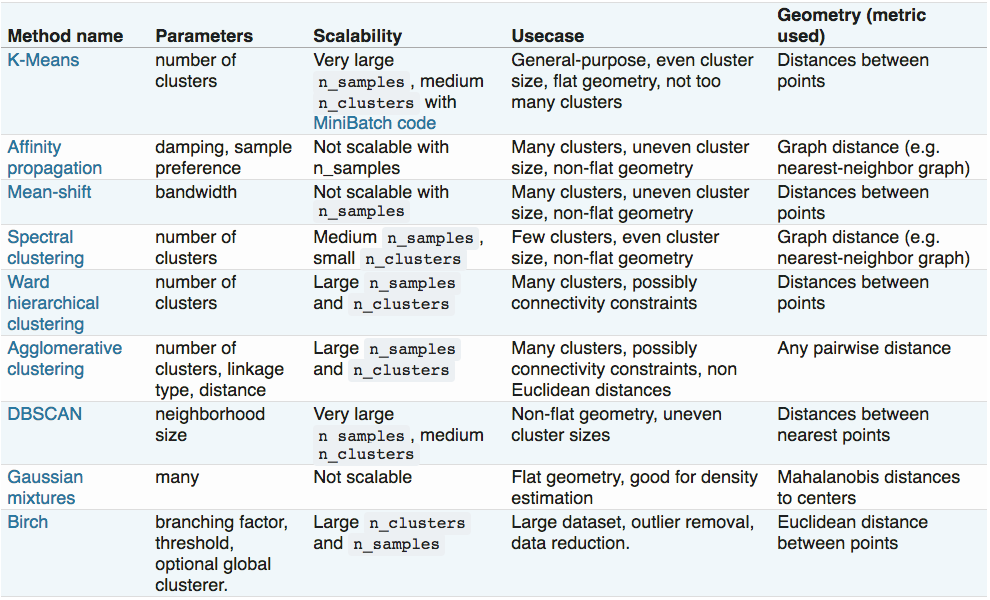 Method name Parameters Scalability Usecase Geometry (metric used)
K-Means number of clusters Very large n_samples , medium n_clusters with MiniBatch code General-purpose, even cluster size, flat geometry, not too many clusters Distances between points
Affinity propagation damping, sample preference Not scalable with n_samples Many clusters, uneven cluster size, non-flat geometry Graph distance (e.g. nearest-neighbor graph)
Mean-shift bandwidth Not scalable with n_samples Many clusters, uneven cluster size, non-flat geometry Distances between points
Spectral clustering number of clusters Medium n_samples , small n_clusters Few clusters, even cluster size, non-flat geometry Graph distance (e.g. nearest-neighbor graph)
Ward hierarchical clustering number of clusters Large n_samples and n_clusters Many clusters, possibly connectivity constraints Distances between points
Agglomerative clustering number of clusters, linkage type, distance Large n_samples and n_clusters Many clusters, possibly connectivity constraints, non Euclidean distances Any pairwise distance
DBSCAN neighborhood size Very large n_samples , medium n_clusters Non-flat geometry, uneven cluster sizes Distances between nearest points
Gaussian mixtures many Not scalable Flat geometry, good for density estimation Mahalanobis distances to centers
Birch branching factor, threshold, optional global clusterer. Large n_clusters and n_samples Large dataset, outlier removal, data reduction. Euclidean distance between points